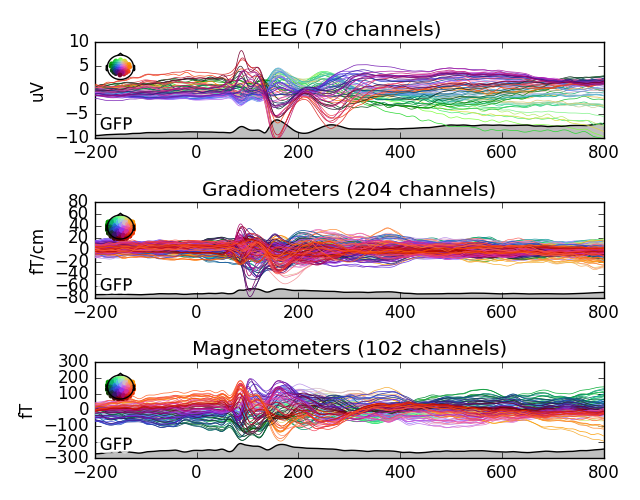 EEG (70 channels)
10
5
0
−5
−10
uV
GFP
−200 0 200 400 600 800
Gradiometers (204 channels)
80
60
40
20
0
−20
−40
−60
−80
fT/cm
GFP
−200 0 200 400 600 800
Magnetometers (102 channels)
300
200
100
0
−100
−200
−300
fT
GFP
−200 0 200 400 600 800